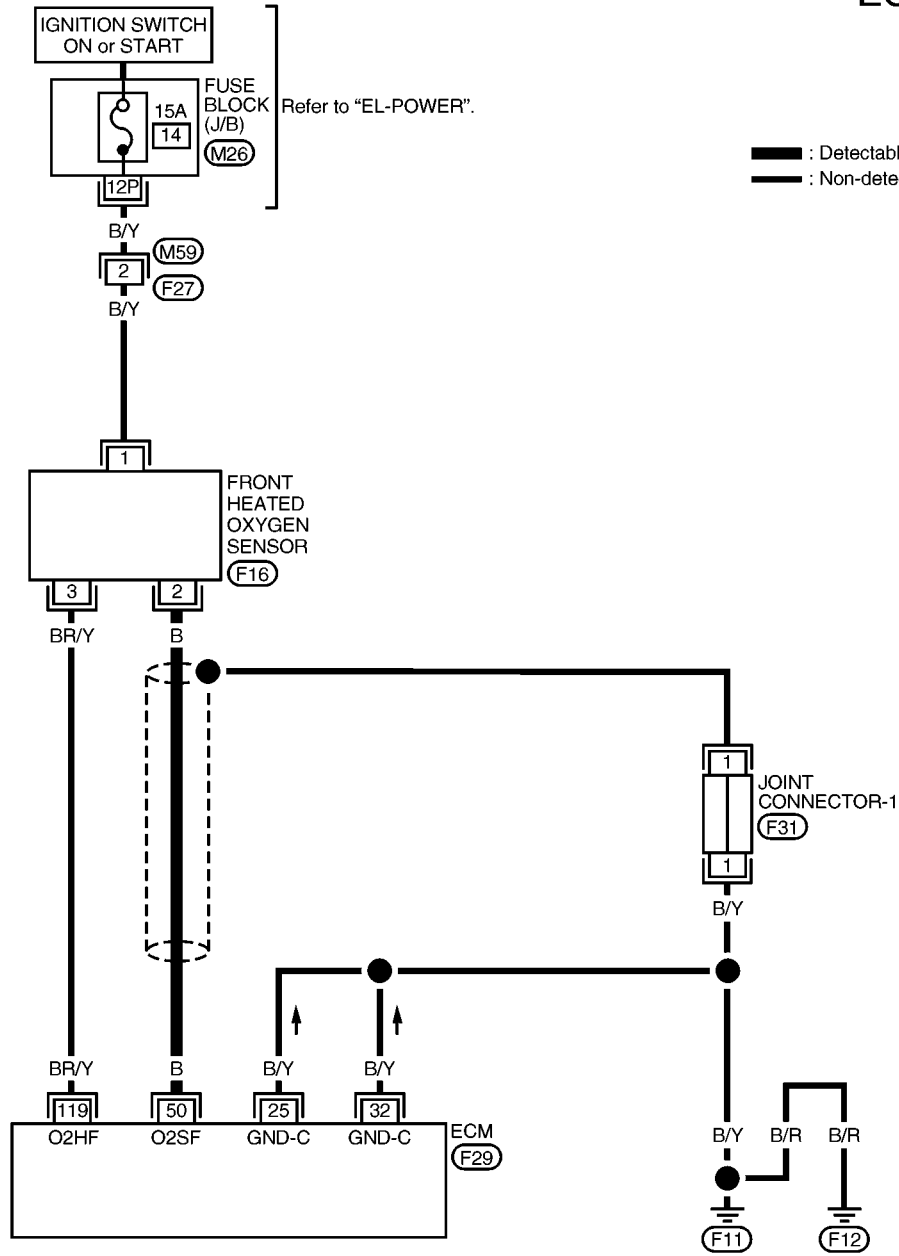 IGNITION SWITCH
ON or START
FUSE
BLOCK
(J/B)
M26
15A
14
Refer to “EL-POWER”.
: Detectabl
: Non-dete
12P
B/Y
M59
2
F27
B/Y
1
FRONT
HEATED
OXYGEN
SENSOR
F16
3 2
BR/Y B
1
JOINT
CONNECTOR-1
F31
1
B/Y
BR/Y B B/Y B/Y
119 50 25 32
O2HF O2SF GND-C GND-C
ECM
F29
B/Y B/R B/R
F11 F12